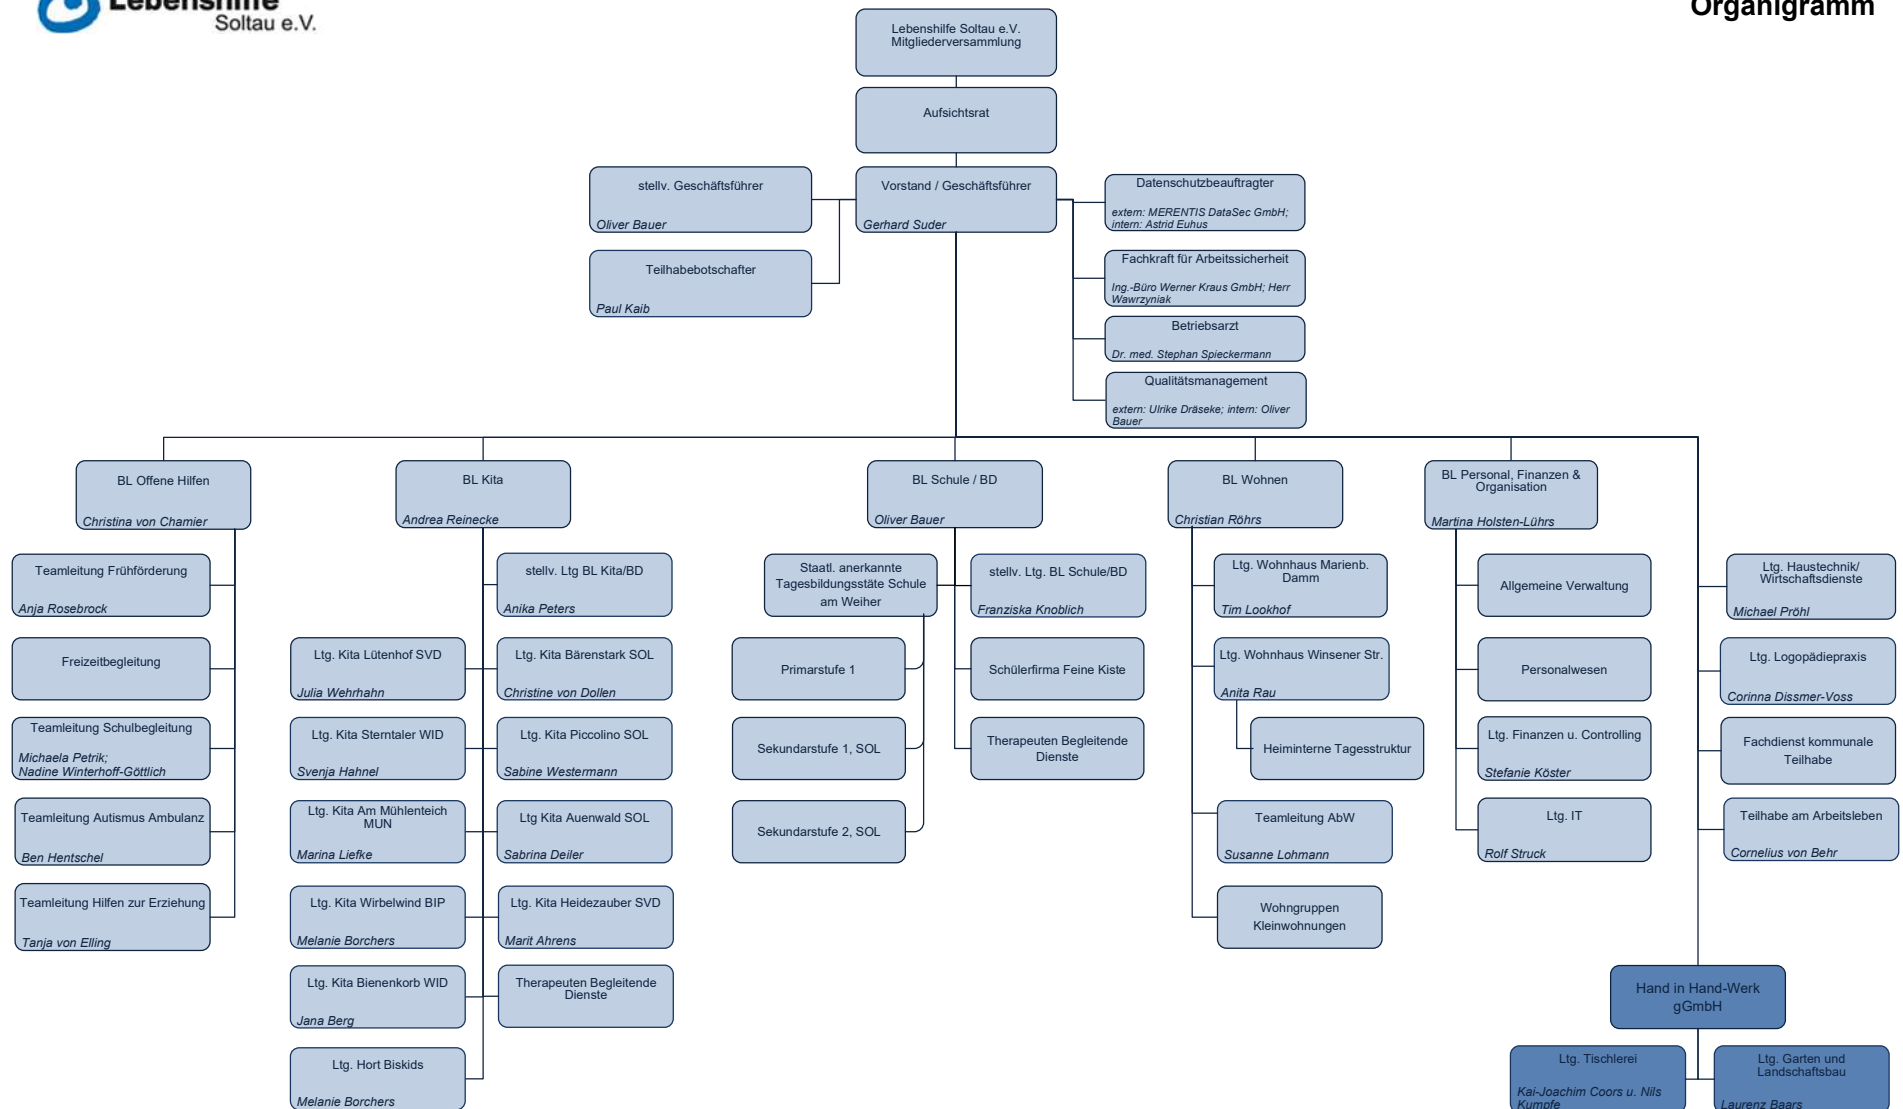 Lebenshilfe
Soltau e.V.
Organigramm
Lebenshilfe Soltau e.V.
Mitgliederversammlung
Aufsichtsrat
stellv. Geschäftsführer
Oliver Bauer
Vorstand / Geschäftsführer
Gerhard Suder
Datenschutzbeauftragter
extern: MERENTIS DataSec GmbH;
intern: Astrid Euhus
Teilhabebotschafter
Paul Kaib
Fachkraft für Arbeitssicherheit
Ing.-Büro Werner Kraus GmbH; Herr
Wawrzyniak
Betriebsarzt
Dr. med. Stephan Spieckermann
Qualitätsmanagement
extern: Ulrike Dräseke; intern: Oliver
Bauer
BL Offene Hilfen
Christina von Chamier
Teamleitung Frühförderung
Anja Rosebrock
Freizeitbegleitung
Teamleitung Schulbegleitung
Michaela Petrik;
Nadine Winterhoff-Göttlich
Teamleitung Autismus Ambulanz
Ben Hentschel
Teamleitung Hilfen zur Erziehung
Tanja von Elling
BL Kita
Andrea Reinecke
stellv. Ltg BL Kita/BD
Anika Peters
Ltg. Kita Lütenhof SVD
Julia Wehrhahn
Ltg. Kita Bärenstark SOL
Christine von Dollen
Ltg. Kita Sterntaler WID
Svenja Hahnel
Ltg. Kita Piccolino SOL
Sabine Westermann
Ltg. Kita Am Mühlenteich
MUN
Marina Liefke
Ltg Kita Auenwald SOL
Sabrina Deiler
Ltg. Kita Wirbelwind BIP
Melanie Borchers
Ltg. Kita Heidezauber SVD
Marit Ahrens
Ltg. Kita Bienenkorb WID
Jana Berg
Therapeuten Begleitende
Dienste
Ltg. Hort Biskids
Melanie Borchers
BL Schule / BD
Oliver Bauer
Staatl. anerkannte
Tagesbildungsstäte Schule
am Weiher
stellv. Ltg. BL Schule/BD
Franziska Knoblich
Primarstufe 1
Schülerfirma Feine Kiste
Sekundarstufe 1, SOL
Therapeuten Begleitende
Dienste
Sekundarstufe 2, SOL
BL Wohnen
Christian Röhrs
Ltg. Wohnhaus Marienb.
Damm
Tim Lookhof
Ltg. Wohnhaus Winsener Str.
Anita Rau
Heiminterne Tagesstruktur
Teamleitung AbW
Susanne Lohmann
Wohngruppen
Kleinwohnungen
BL Personal, Finanzen &
Organisation
Martina Holsten-Lührs
Allgemeine Verwaltung
Personalwesen
Ltg. Finanzen u. Controlling
Stefanie Köster
Ltg. IT
Rolf Struck
Ltg. Haustechnik/
Wirtschaftsdienste
Michael Pröhl
Ltg. Logopädiepraxis
Corinna Dissmer-Voss
Fachdienst kommunale
Teilhabe
Teilhabe am Arbeitsleben
Cornelius von Behr
Hand in Hand-Werk
gGmbH
Ltg. Tischlerei
Kai-Joachim Coors u. Nils
Kumpfe
Ltg. Garten und
Landschaftsbau
Laurenz Baars